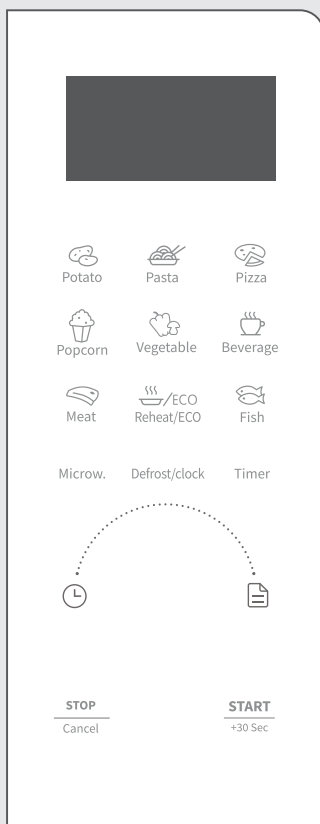 Potato Pasta Pizza
Popcorn Vegetable Beverage
/ECO
Meat Reheat/ECO Fish
Microw. Defrost/clock Timer
STOP START
Cancel +30 Sec